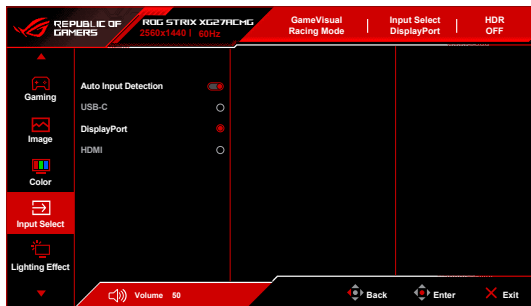 REPUBLIC OF
GAMERS
ROG STRIX XG27ACMG
2560x1440 | 60Hz
GameVisual
Racing Mode
Input Select
DisplayPort
HDR
OFF
Gaming
Image
Color
Input Select
Lighting Effect
Auto Input Detection
USB-C
DisplayPort
HDMI
Volume 50
Back
Enter
Exit